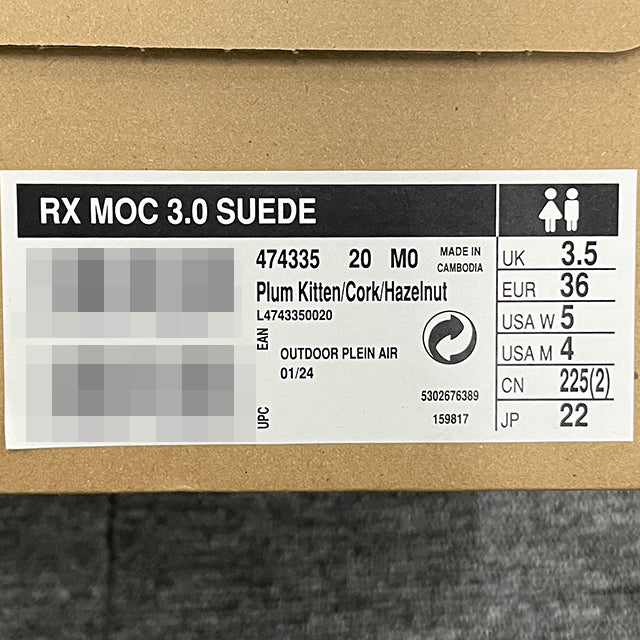 RX MOC 3.0 SUEDE
474335 20 M0 MADE IN CAMBODIA
Plum Kitten/Cork/Hazelnut
L4743350020
EAN
OUTDOOR PLEIN AIR
01/24
5302676389
UPC
159817
UK 3.5
EUR 36
USA W 5
USA M 4
CN 225(2)
JP 22